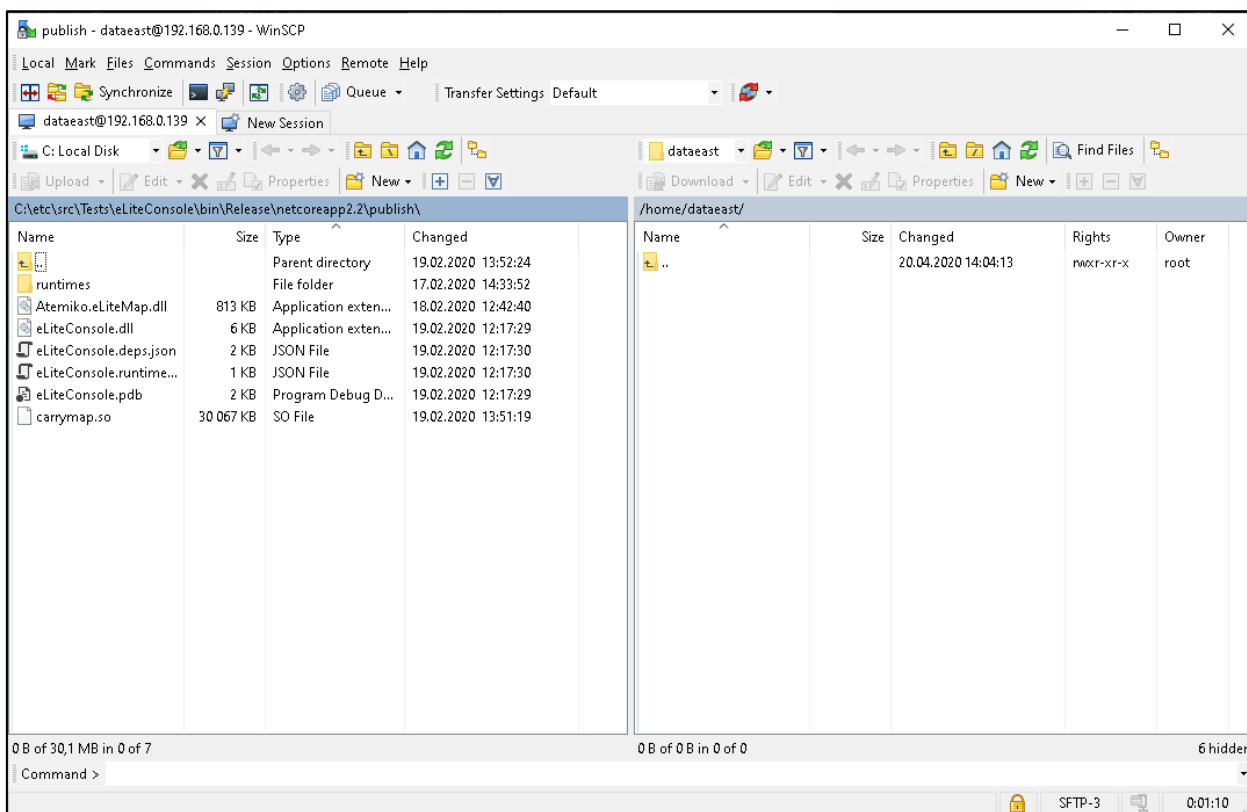 publish - dataeast@192.168.0.139 - WinSCP
Local Mark Files Commands Session Options Remote Help
Synchronize Queue Transfer Settings Default
dataeast@192.168.0.139 New Session
C: Local Disk
dataeast Find Files
Upload Edit Properties New
Download Edit Properties New
C:\etc\src\Tests\eLiteConsole\bin\Release\netcoreapp2.2\publish\
/home/dataeast/
Name Size Type Changed
.. Parent directory 19.02.2020 13:52:24
runtimes File folder 17.02.2020 14:33:52
Atemiko.eLiteMap.dll 813 KB Application exten... 18.02.2020 12:42:40
eLiteConsole.dll 6 KB Application exten... 19.02.2020 12:17:29
eLiteConsole.deps.json 2 KB JSON File 19.02.2020 12:17:30
eLiteConsole.runtime... 1 KB JSON File 19.02.2020 12:17:30
eLiteConsole.pdb 2 KB Program Debug D... 19.02.2020 12:17:29
carrymap.so 30 067 KB SO File 19.02.2020 13:51:19
Name Size Changed Rights Owner
.. 20.04.2020 14:04:13 rwxr-xr-x root
0 B of 30,1 MB in 0 of 7
0 B of 0 B in 0 of 0 6 hidden
Command >
SFTP-3 0:01:10